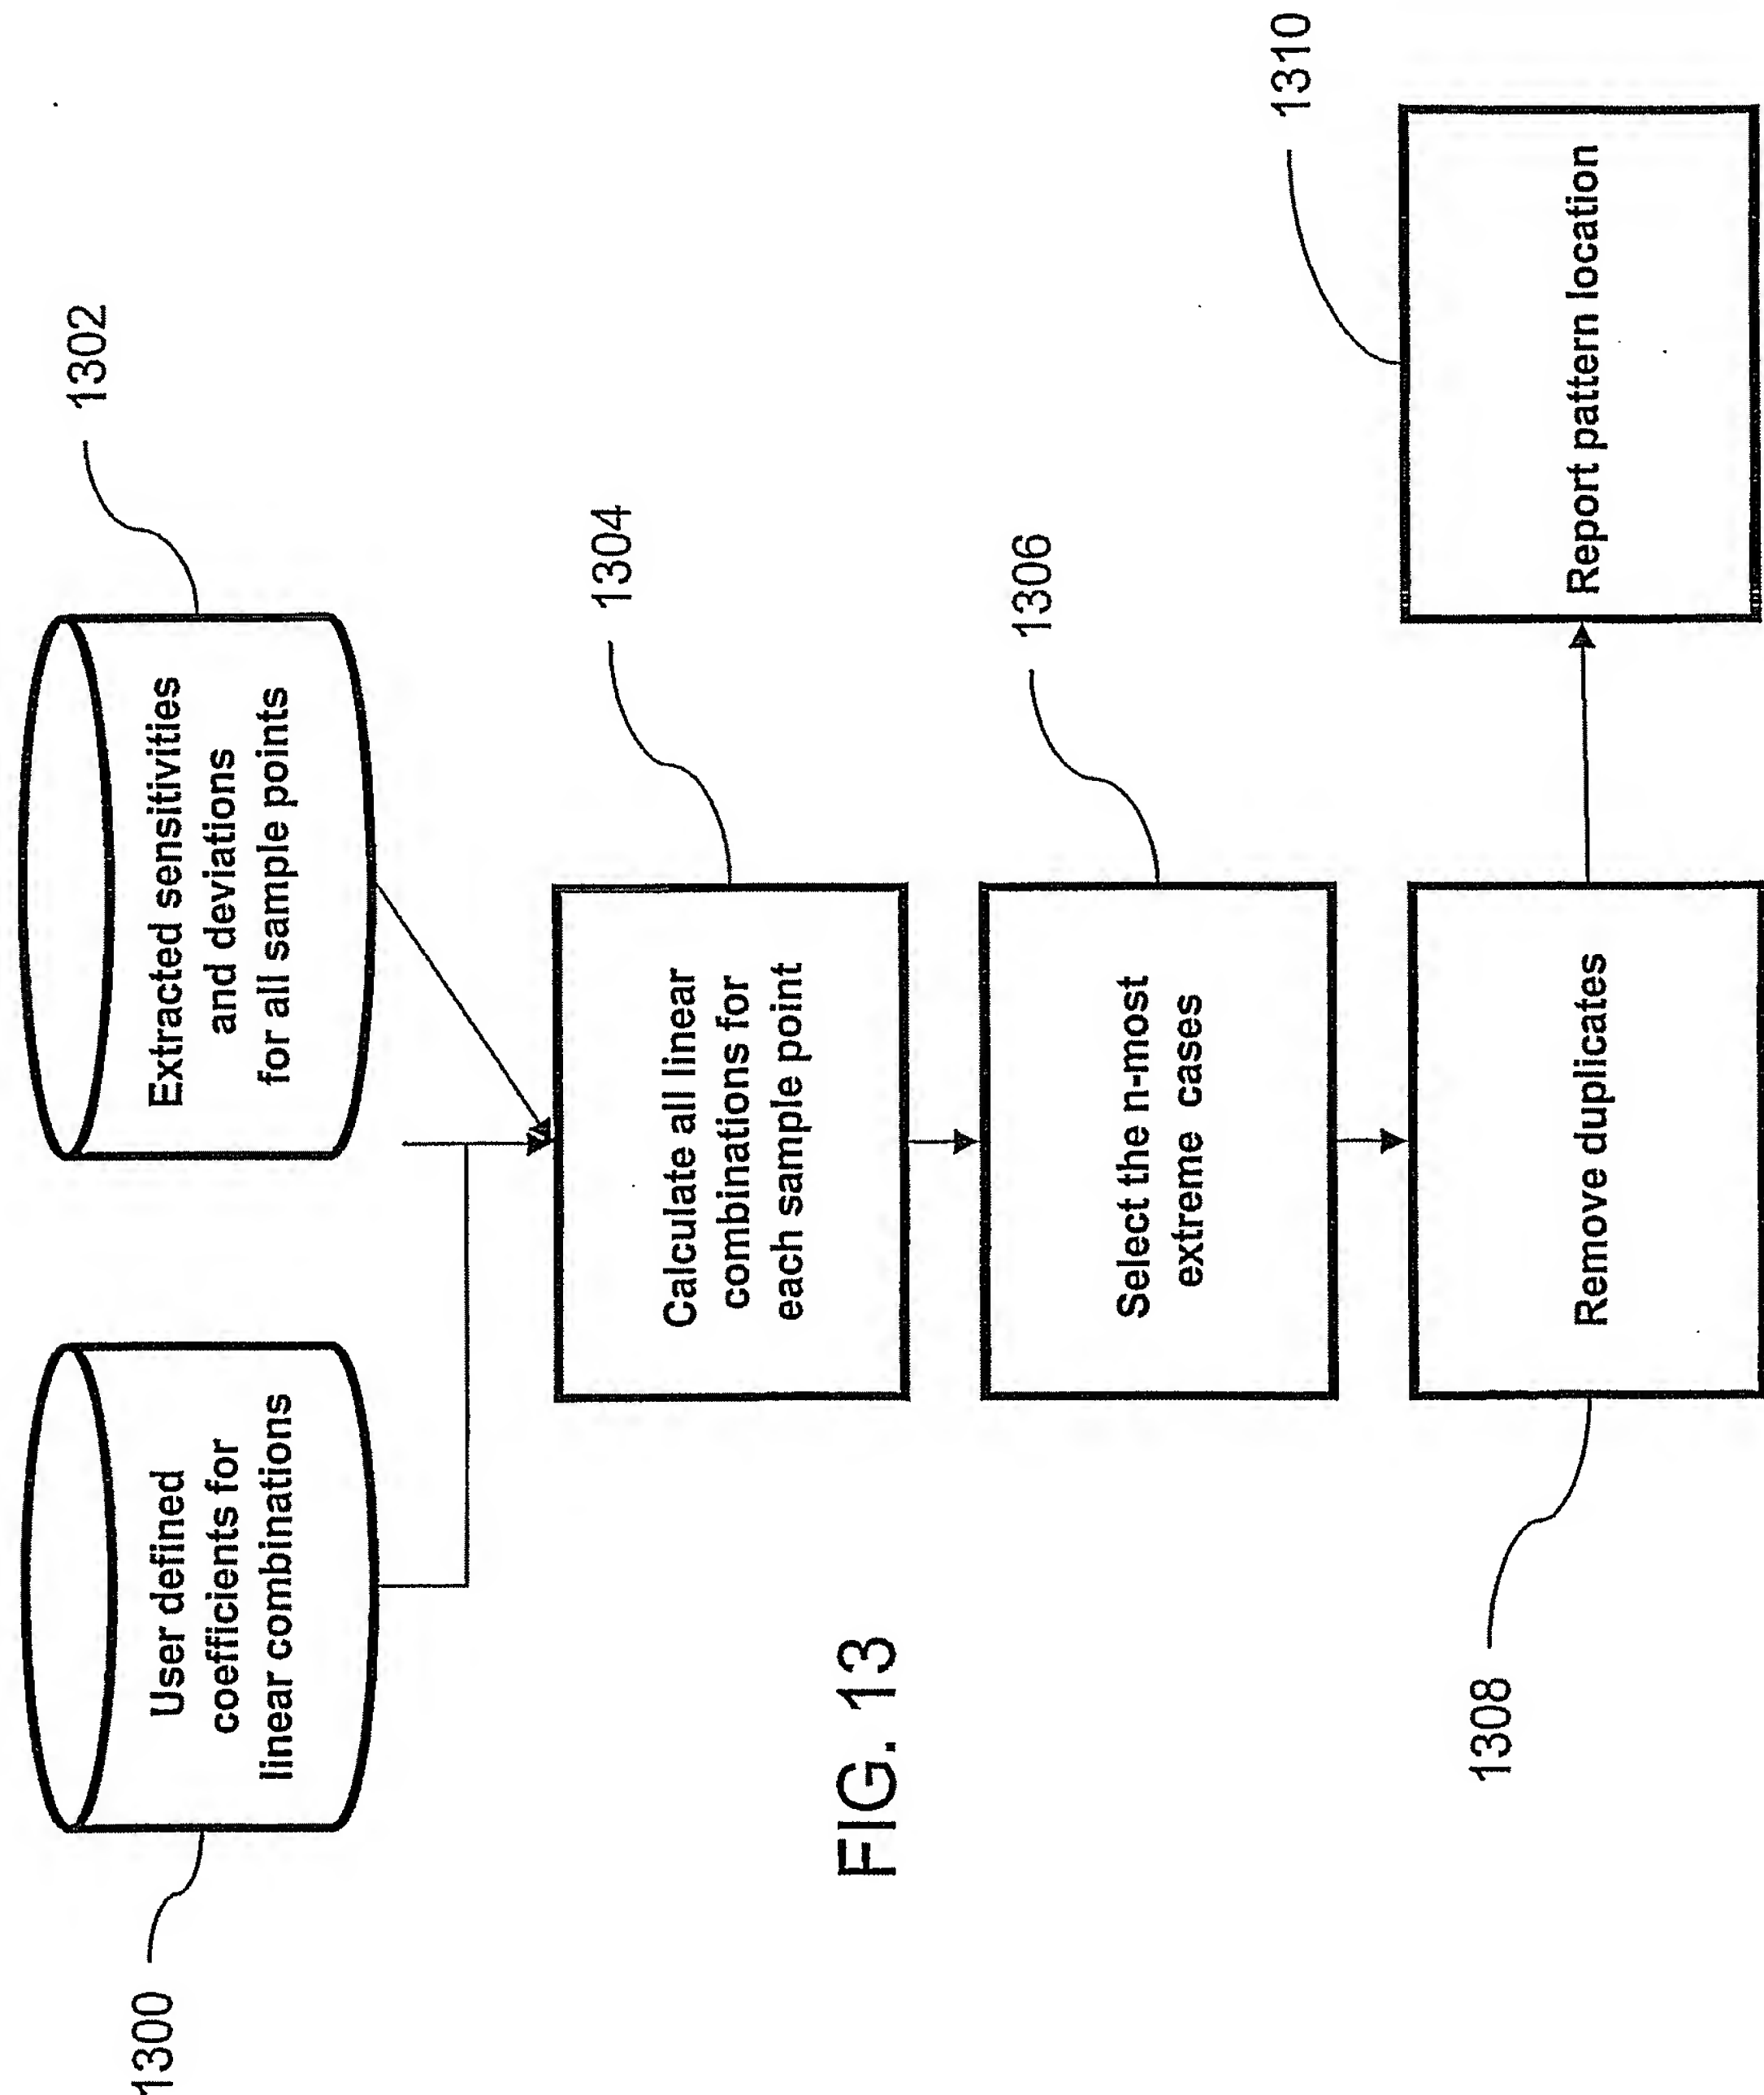 1300
User defined
coefficients for
linear combinations
1302
Extracted sensitivities
and deviations
for all sample points
1304
Calculate all linear
combinations for
each sample point
1306
Select the n-most
extreme cases
1308
Remove duplicates
1310
Report pattern location
FIG. 13